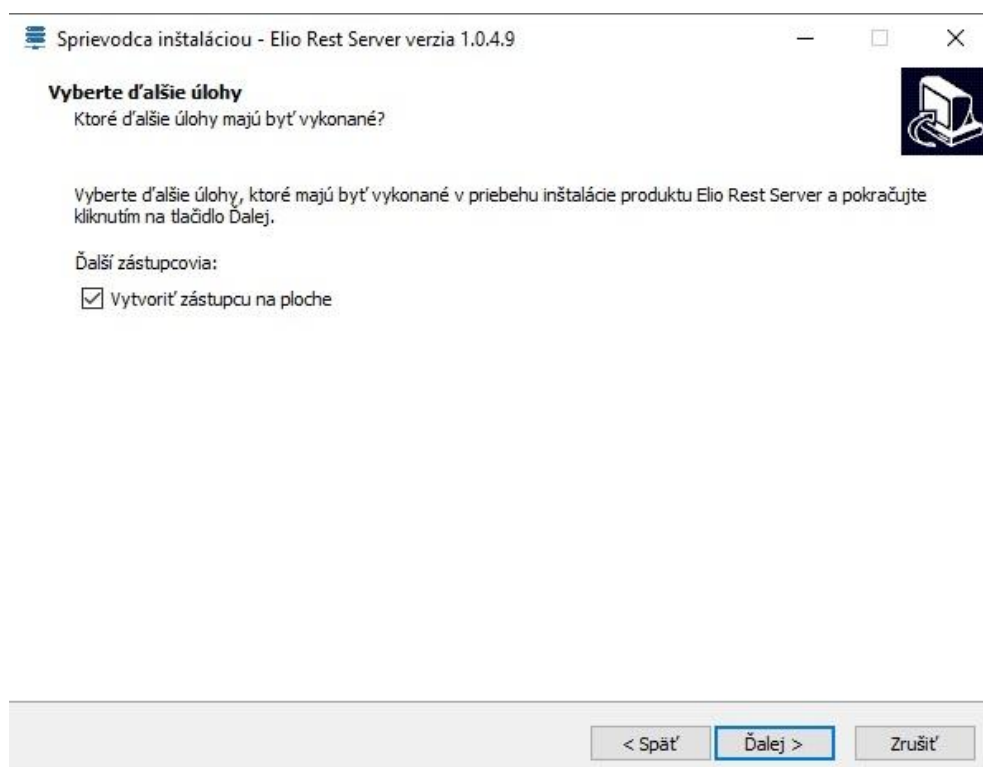 Sprievodca inštaláciou - Elio Rest Server verzia 1.0.4.9
Vyberte ďalšie úlohy
Ktoré ďalšie úlohy majú byť vykonané?
Vyberte ďalšie úlohy, ktoré majú byť vykonané v priebehu inštalácie produktu Elio Rest Server a pokračujte
kliknutím na tlačidlo Ďalej.
Ďalší zástupcovia:
Vytvoriť zástupcu na ploche
< Späť
Ďalej >
Zrušiť